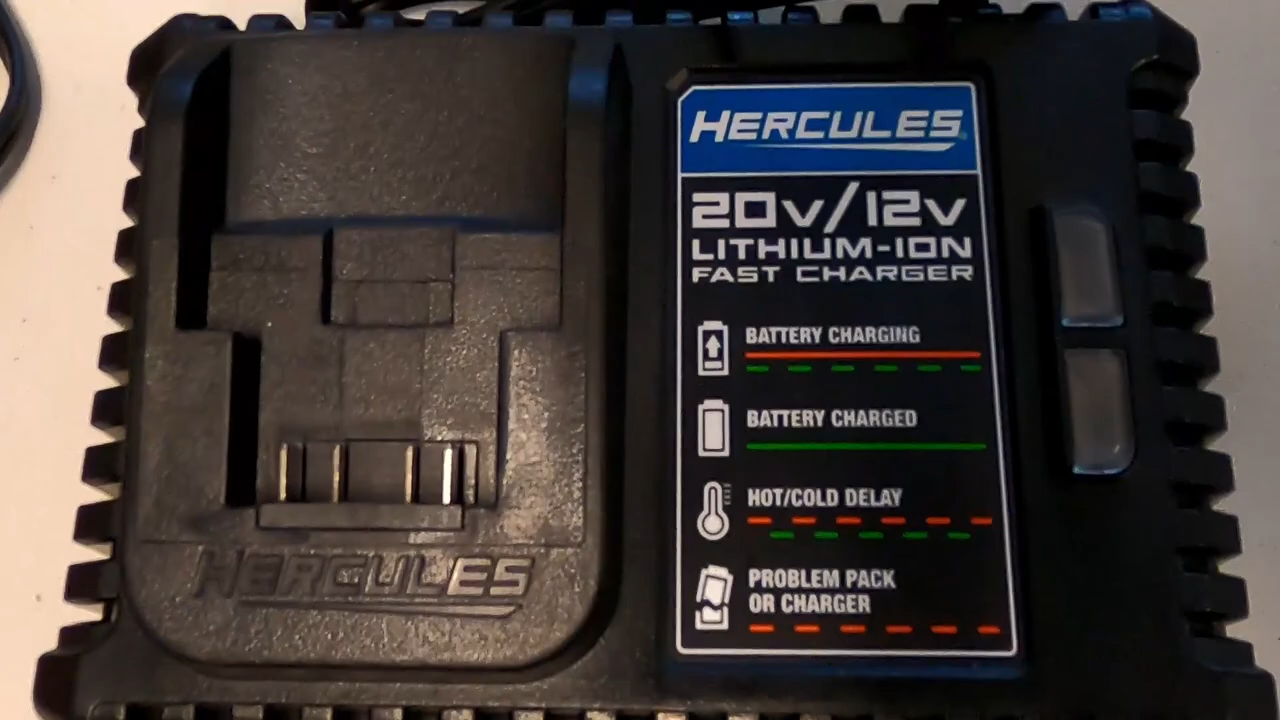 HERCULES
20v/12v
LITHIUM-ION
FAST CHARGER
BATTERY CHARGING
BATTERY CHARGED
HOT/COLD DELAY
PROBLEM PACK
OR CHARGER
HERCULES